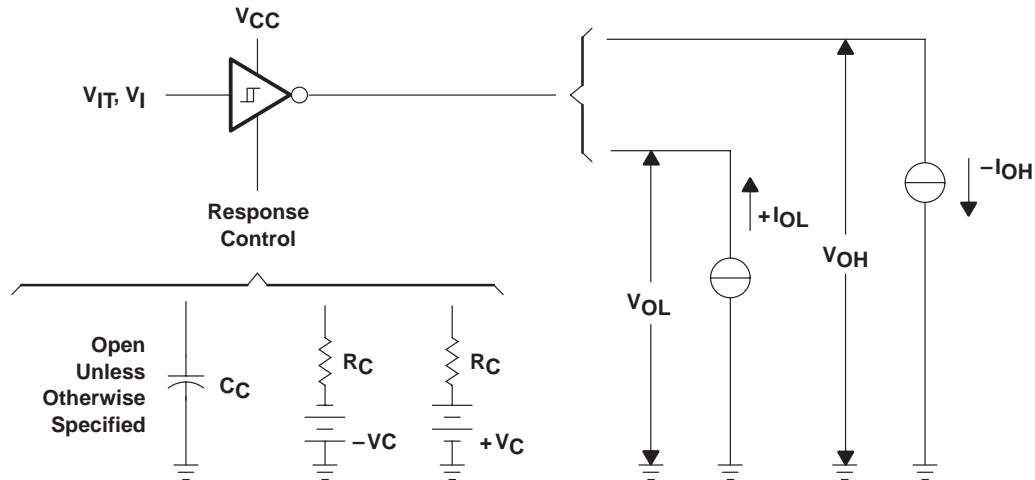 VCC
VIT, VI
Response
Control
Open
Unless
Otherwise
Specified
CC
RC
–VC
RC
+VC
VOL
+IOL
VOH
–IOH